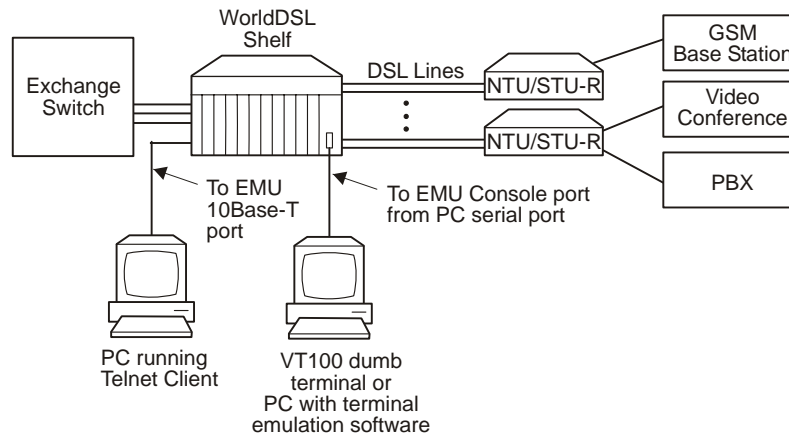 WorldDSL
Shelf
Exchange
Switch
DSL Lines
NTU/STU-R
GSM
Base Station
NTU/STU-R
Video
Conference
PBX
To EMU
10Base-T
port
To EMU Console port
from PC serial port
PC running
Telnet Client
VT100 dumb
terminal or
PC with terminal
emulation software